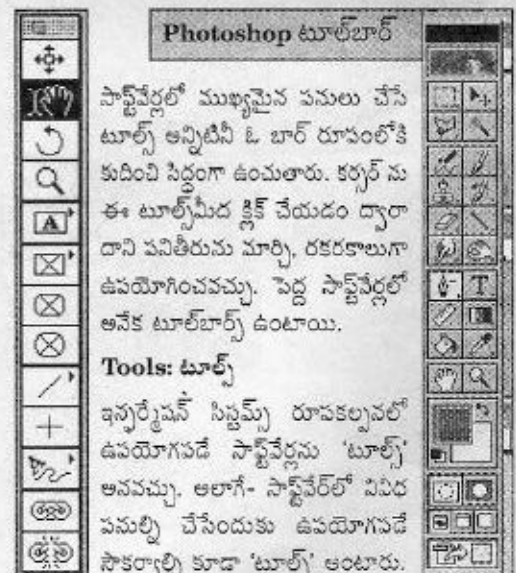 Photoshop టూల్‌బార్
సాఫ్ట్‌వేర్లలో ముఖ్యమైన పనులు చేసే
టూల్స్ అన్నిటినీ ఓ బార్ రూపంలోకి
కుదించి సిద్ధంగా ఉంచుతారు. కర్సర్ ను
ఈ టూల్స్‌మీద క్లిక్ చేయడం ద్వారా
దాని పనితీరును మార్చి, రకరకాలుగా
ఉపయోగించవచ్చు. పెద్ద సాఫ్ట్‌వేర్లలో
అనేక టూల్‌బార్స్ ఉంటాయి.
Tools: టూల్స్
ఇన్ఫర్మేషన్ సిస్టమ్స్ రూపకల్పనలో
ఉపయోగపడే సాఫ్ట్‌వేర్లను 'టూల్స్'
అనవచ్చు. అలాగే- సాఫ్ట్‌వేర్‌లో వివిధ
పనుల్ని చేసేందుకు ఉపయోగపడే
సౌకర్యాల్ని కూడా 'టూల్స్' అంటారు.
A
T